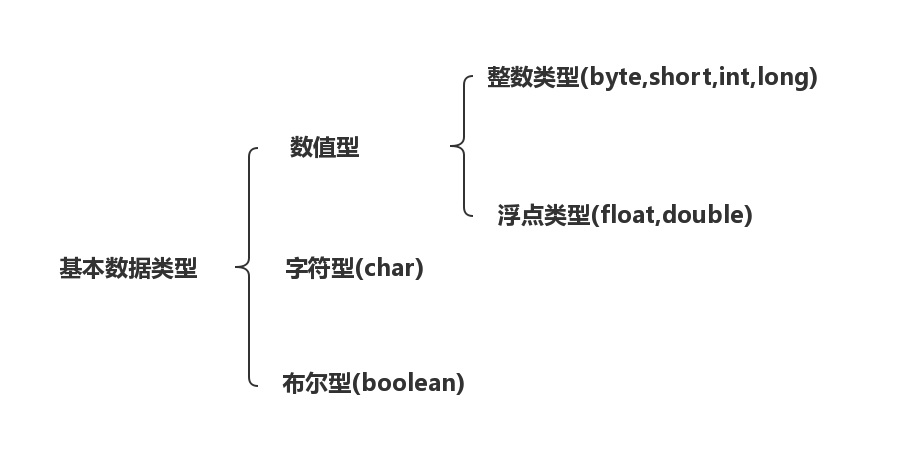 整数类型(byte,short,int,long)
数值型
浮点类型(float,double)
基本数据类型
字符型(char)
布尔型(boolean)